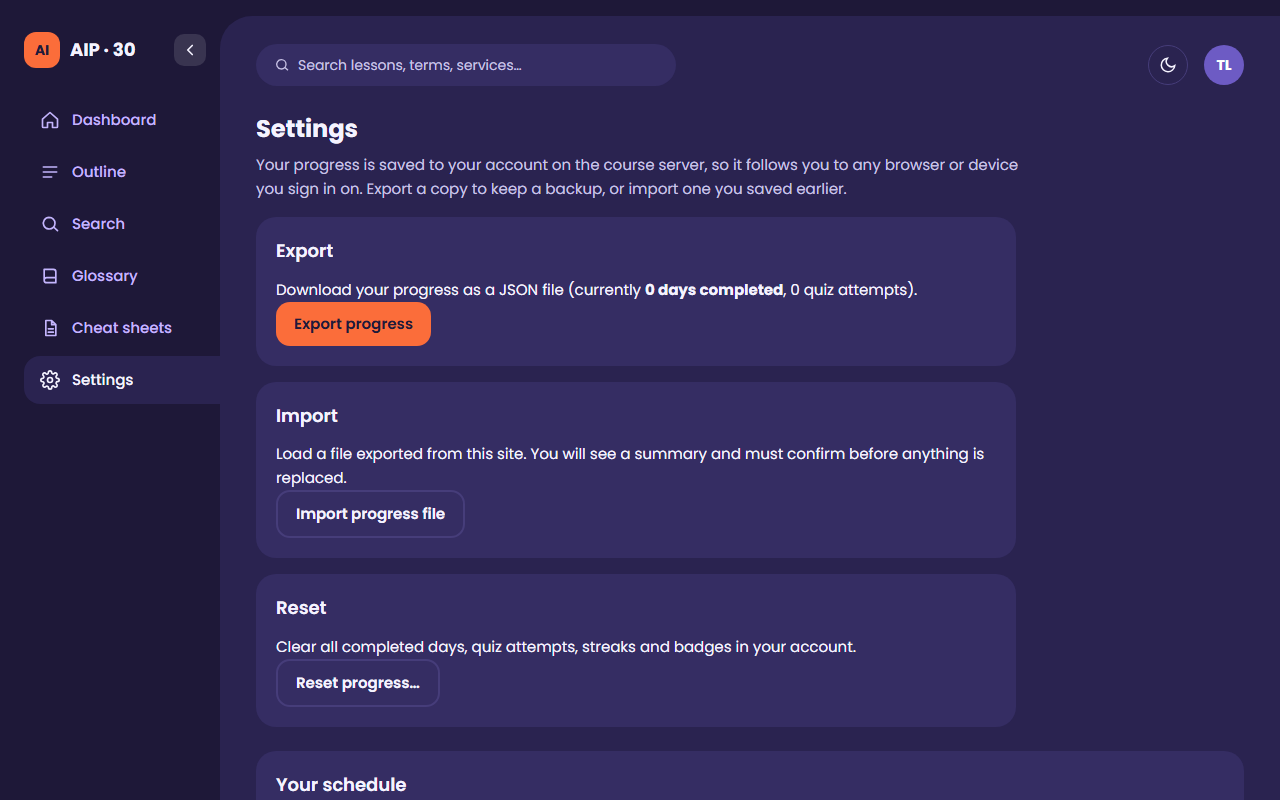 AI
AIP · 30
Search lessons, terms, services…
TL
Dashboard
Outline
Search
Glossary
Cheat sheets
Settings
Settings
Your progress is saved to your account on the course server, so it follows you to any browser or device
you sign in on. Export a copy to keep a backup, or import one you saved earlier.
Export
Download your progress as a JSON file (currently 0 days completed, 0 quiz attempts).
Export progress
Import
Load a file exported from this site. You will see a summary and must confirm before anything is
replaced.
Import progress file
Reset
Clear all completed days, quiz attempts, streaks and badges in your account.
Reset progress…
Your schedule